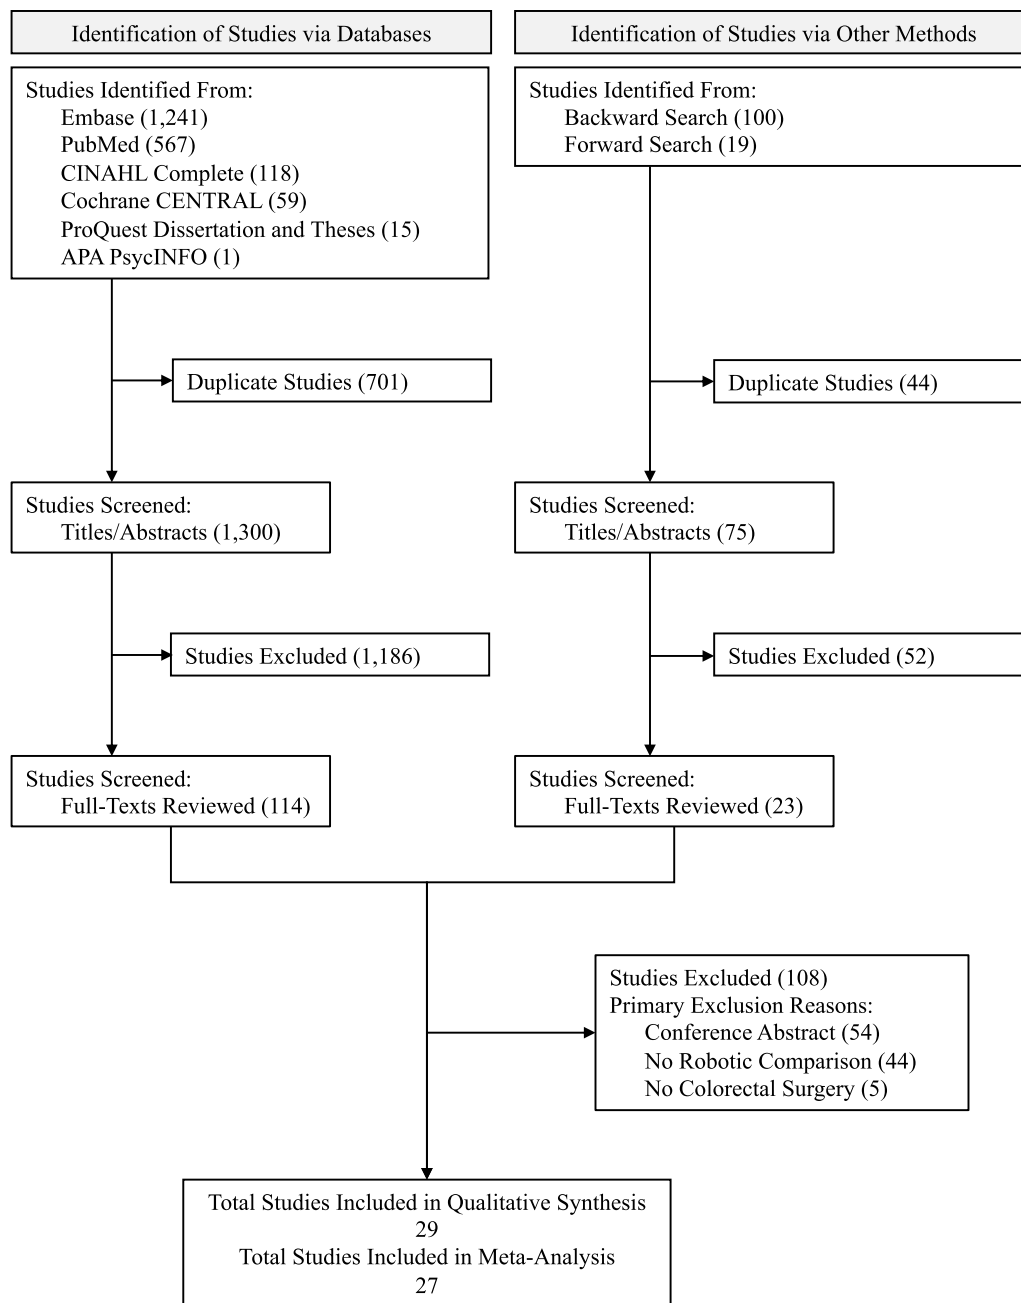 Identification of Studies via Databases
Studies Identified From:
Embase (1,241)
PubMed (567)
CINAHL Complete (118)
Cochrane CENTRAL (59)
ProQuest Dissertation and Theses (15)
APA PsycINFO (1)
Duplicate Studies (701)
Studies Screened:
Titles/Abstracts (1,300)
Studies Excluded (1,186)
Studies Screened:
Full-Texts Reviewed (114)
Identification of Studies via Other Methods
Studies Identified From:
Backward Search (100)
Forward Search (19)
Duplicate Studies (44)
Studies Screened:
Titles/Abstracts (75)
Studies Excluded (52)
Studies Screened:
Full-Texts Reviewed (23)
Studies Excluded (108)
Primary Exclusion Reasons:
Conference Abstract (54)
No Robotic Comparison (44)
No Colorectal Surgery (5)
Total Studies Included in Qualitative Synthesis
29
Total Studies Included in Meta-Analysis
27